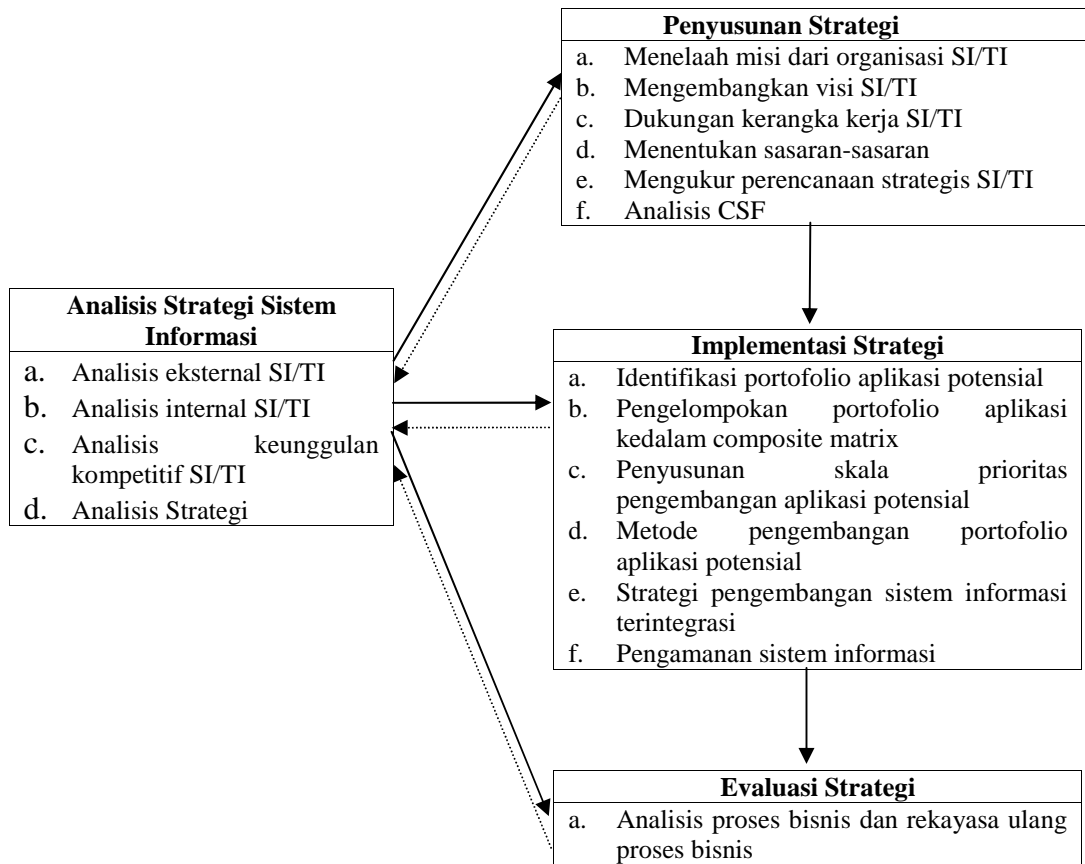 Penyusunan Strategi
a. Menelaah misi dari organisasi SI/TI
b. Mengembangkan visi SI/TI
c. Dukungan kerangka kerja SI/TI
d. Menentukan sasaran-sasaran
e. Mengukur perencanaan strategis SI/TI
f. Analisis CSF
Analisis Strategi Sistem
Informasi
a. Analisis eksternal SI/TI
b. Analisis internal SI/TI
c. Analisis keunggulan
kompetitif SI/TI
d. Analisis Strategi
Implementasi Strategi
a. Identifikasi portofolio aplikasi potensial
b. Pengelompokan portofolio aplikasi
kedalam composite matrix
c. Penyusunan skala prioritas
pengembangan aplikasi potensial
d. Metode pengembangan portofolio
aplikasi potensial
e. Strategi pengembangan sistem informasi
terintegrasi
f. Pengamanan sistem informasi
Evaluasi Strategi
a. Analisis proses bisnis dan rekayasa ulang
proses bisnis